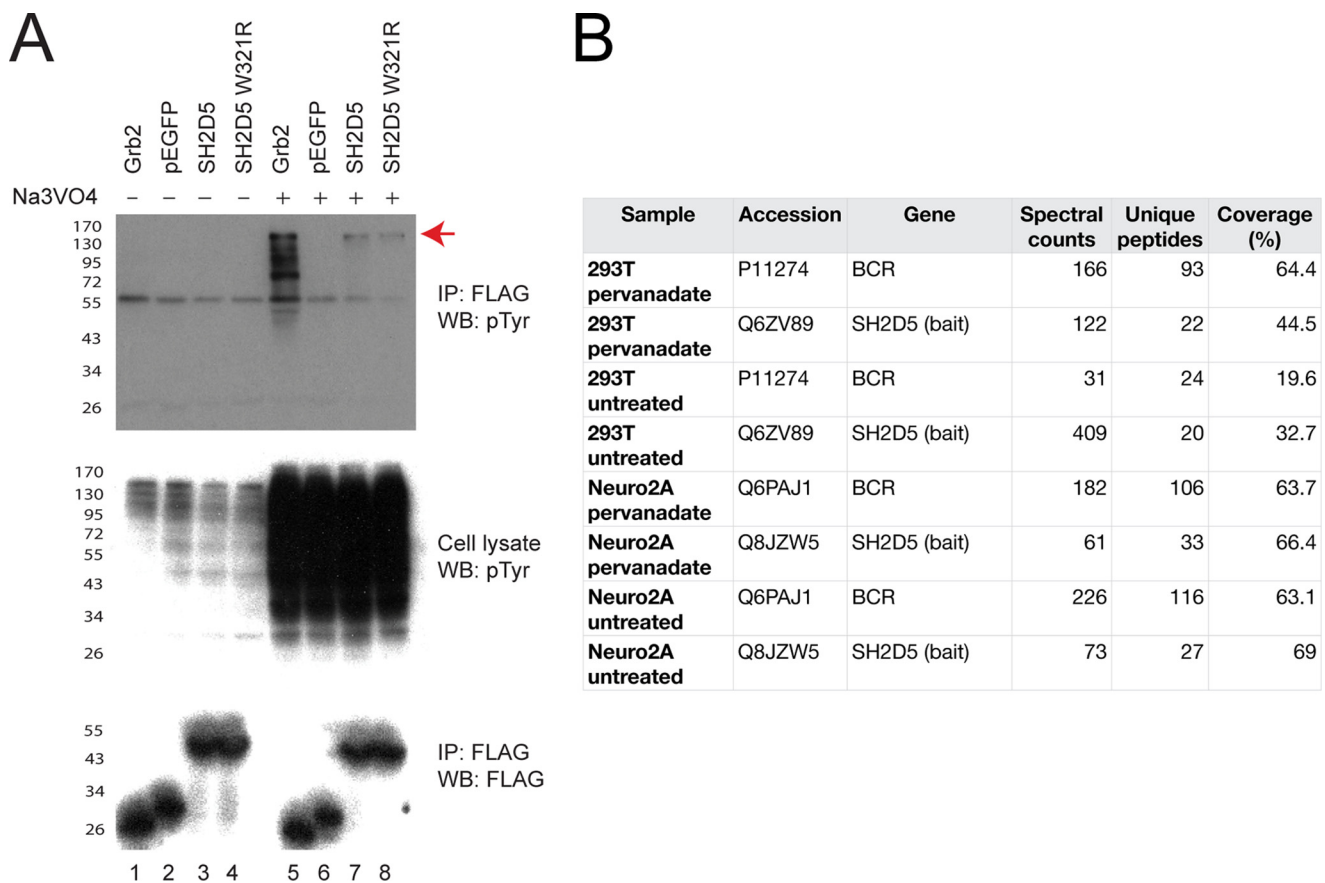 A
B
Grb2
pEGFP
SH2D5
SH2D5 W321R
Grb2
pEGFP
SH2D5
SH2D5 W321R
Na3VO4 – – – – + + + +
170
130
95
72
55
43
34
26
IP: FLAG
WB: pTyr
170
130
95
72
55
43
34
26
Cell lysate
WB: pTyr
55
43
34
26
IP: FLAG
WB: FLAG
1 2 3 4 5 6 7 8
Sample Accession Gene Spectral Unique Coverage
counts peptides (%)
293T P11274 BCR 166 93 64.4
pervanadate
293T Q6ZV89 SH2D5 (bait) 122 22 44.5
pervanadate
293T P11274 BCR 31 24 19.6
untreated
293T Q6ZV89 SH2D5 (bait) 409 20 32.7
untreated
Neuro2A Q6PAJ1 BCR 182 106 63.7
pervanadate
Neuro2A Q8JZW5 SH2D5 (bait) 61 33 66.4
pervanadate
Neuro2A Q6PAJ1 BCR 226 116 63.1
untreated
Neuro2A Q8JZW5 SH2D5 (bait) 73 27 69
untreated